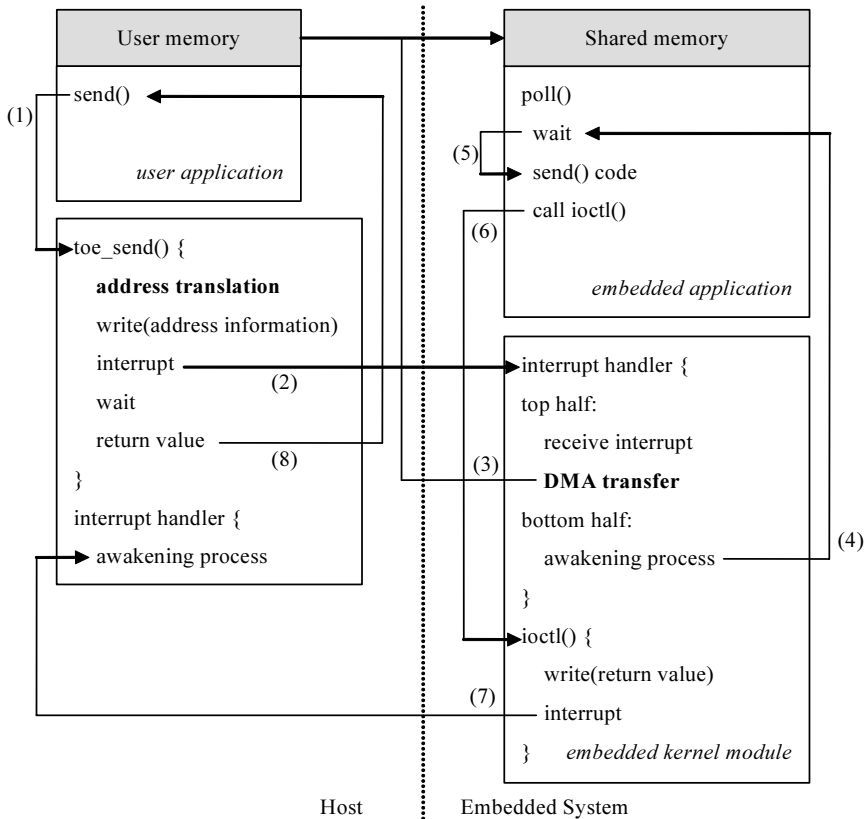 User memory
send()
(1)
user application
toe_send() {
address translation
write(address information)
interrupt
(2)
wait
return value
(8)
}
interrupt handler {
awakening process
Host
Shared memory
poll()
wait
(5)
send() code
call ioctl()
(6)
embedded application
interrupt handler {
top half:
receive interrupt
(3)
DMA transfer
bottom half:
awakening process
(4)
}
ioctl() {
write(return value)
(7)
interrupt
} embedded kernel module
Embedded System